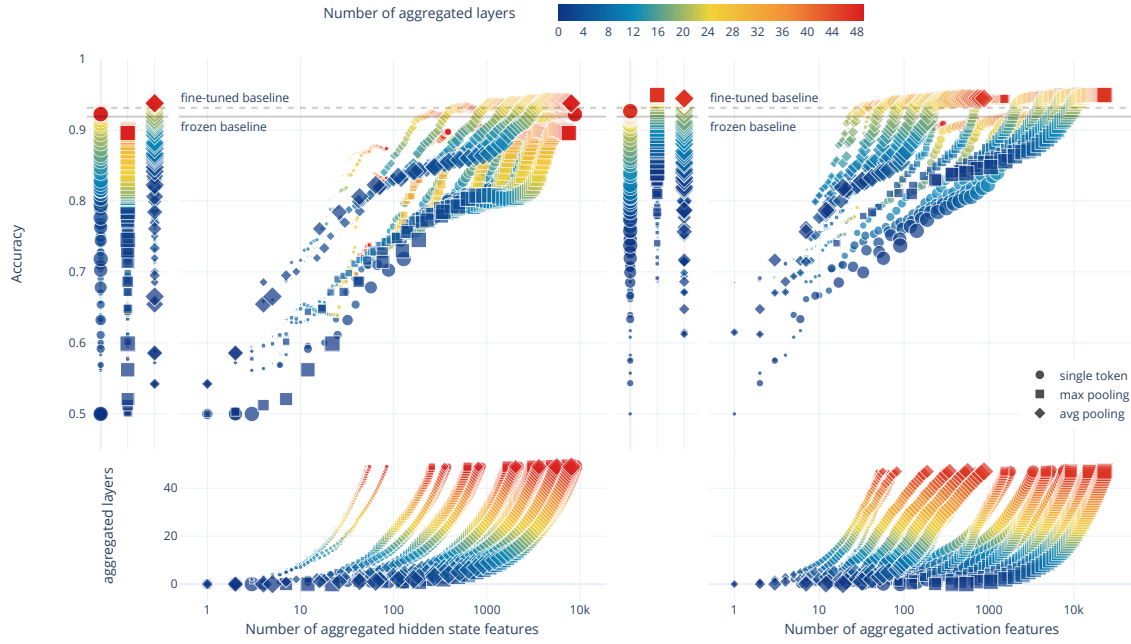 Number of aggregated layers
0 4 8 12 16 20 24 28 32 36 40 44 48
1
0.9
0.8
0.7
0.6
0.5
Accuracy
fine-tuned baseline
frozen baseline
fine-tuned baseline
frozen baseline
single token
max pooling
avg pooling
aggregated layers
40
20
0
1 10 100 1000 10k
Number of aggregated hidden state features
1 10 100 1000 10k
Number of aggregated activation features